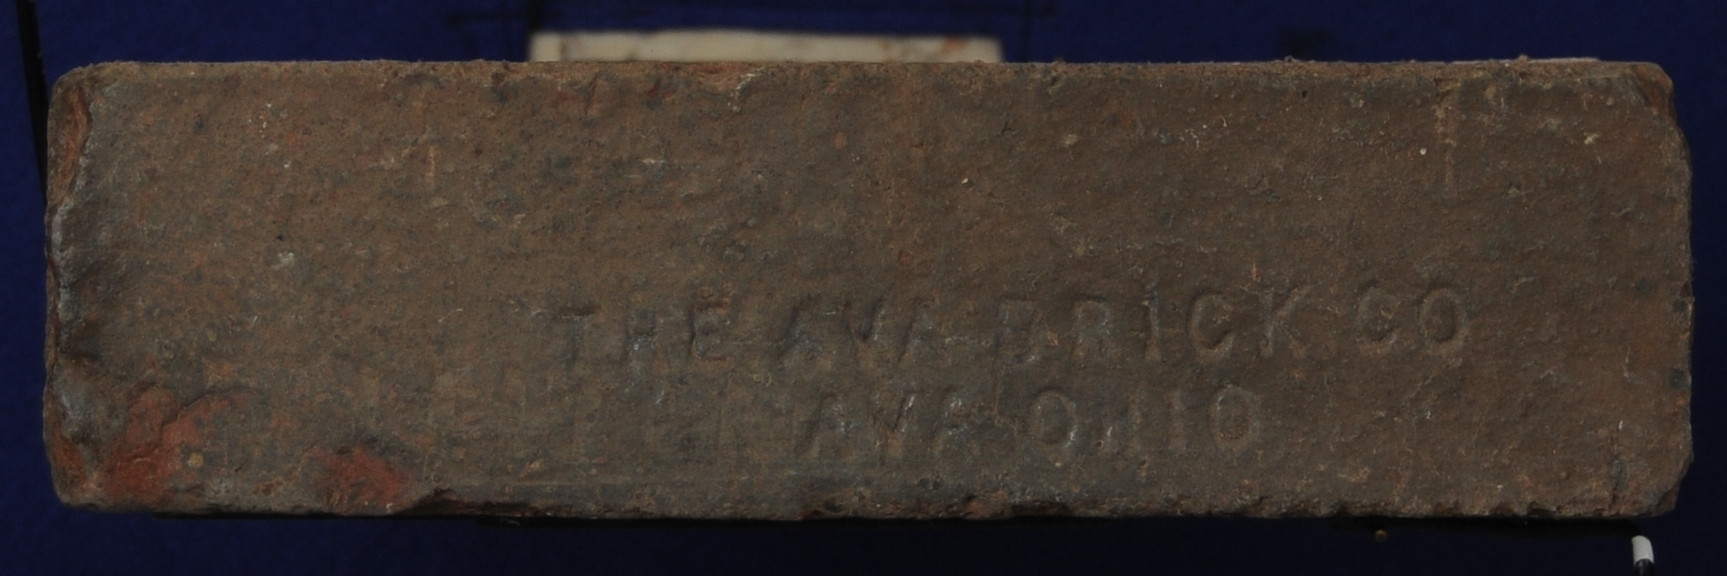 THE AVA BRICK CO
AVA OHIO